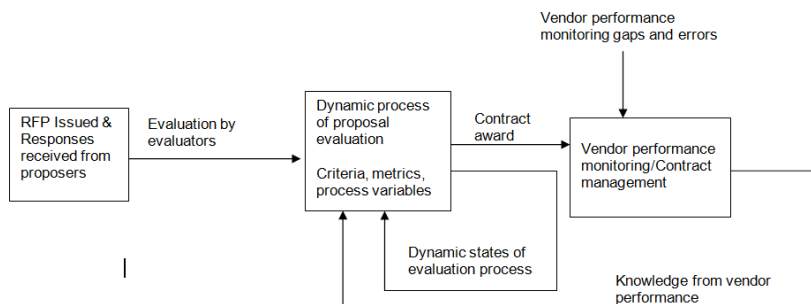 Vendor performance
monitoring gaps and errors
RFP Issued &
Responses
received from
proposers
Evaluation by
evaluators
Dynamic process
of proposal
evaluation
Criteria, metrics,
process variables
Contract
award
Vendor performance
monitoring/Contract
management
Dynamic states of
evaluation process
Knowledge from vendor
performance